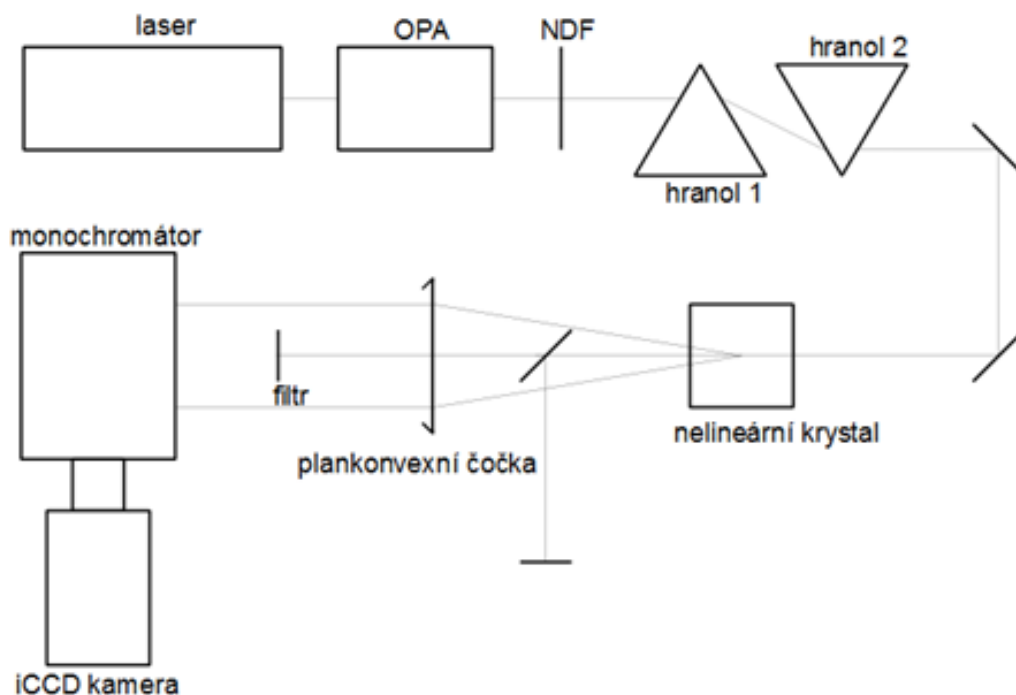 laser
OPA
NDF
hranol 2
hranol 1
monochromátor
filtr
plankonvexní čočka
nelineární krystal
iCCD kamera